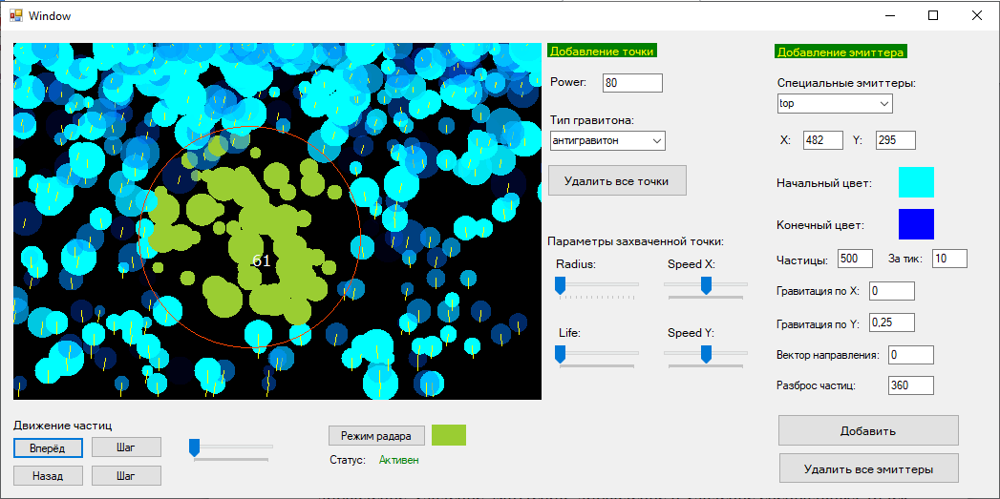 Window
61
Движение частиц
Вперёд
Шаг
Назад
Шаг
Режим радара
Статус: Активен
Добавление точки
Power: 80
Тип гравитона:
антигравитон
Удалить все точки
Параметры захваченной точки:
Radius: Speed X:
Life: Speed Y:
Добавление эмиттера
Специальные эмиттеры:
top
X: 482 Y: 295
Начальный цвет:
Конечный цвет:
Частицы: 500 За тик: 10
Гравитация по X: 0
Гравитация по Y: 0,25
Вектор направления: 0
Разброс частиц: 360
Добавить
Удалить все эмиттеры